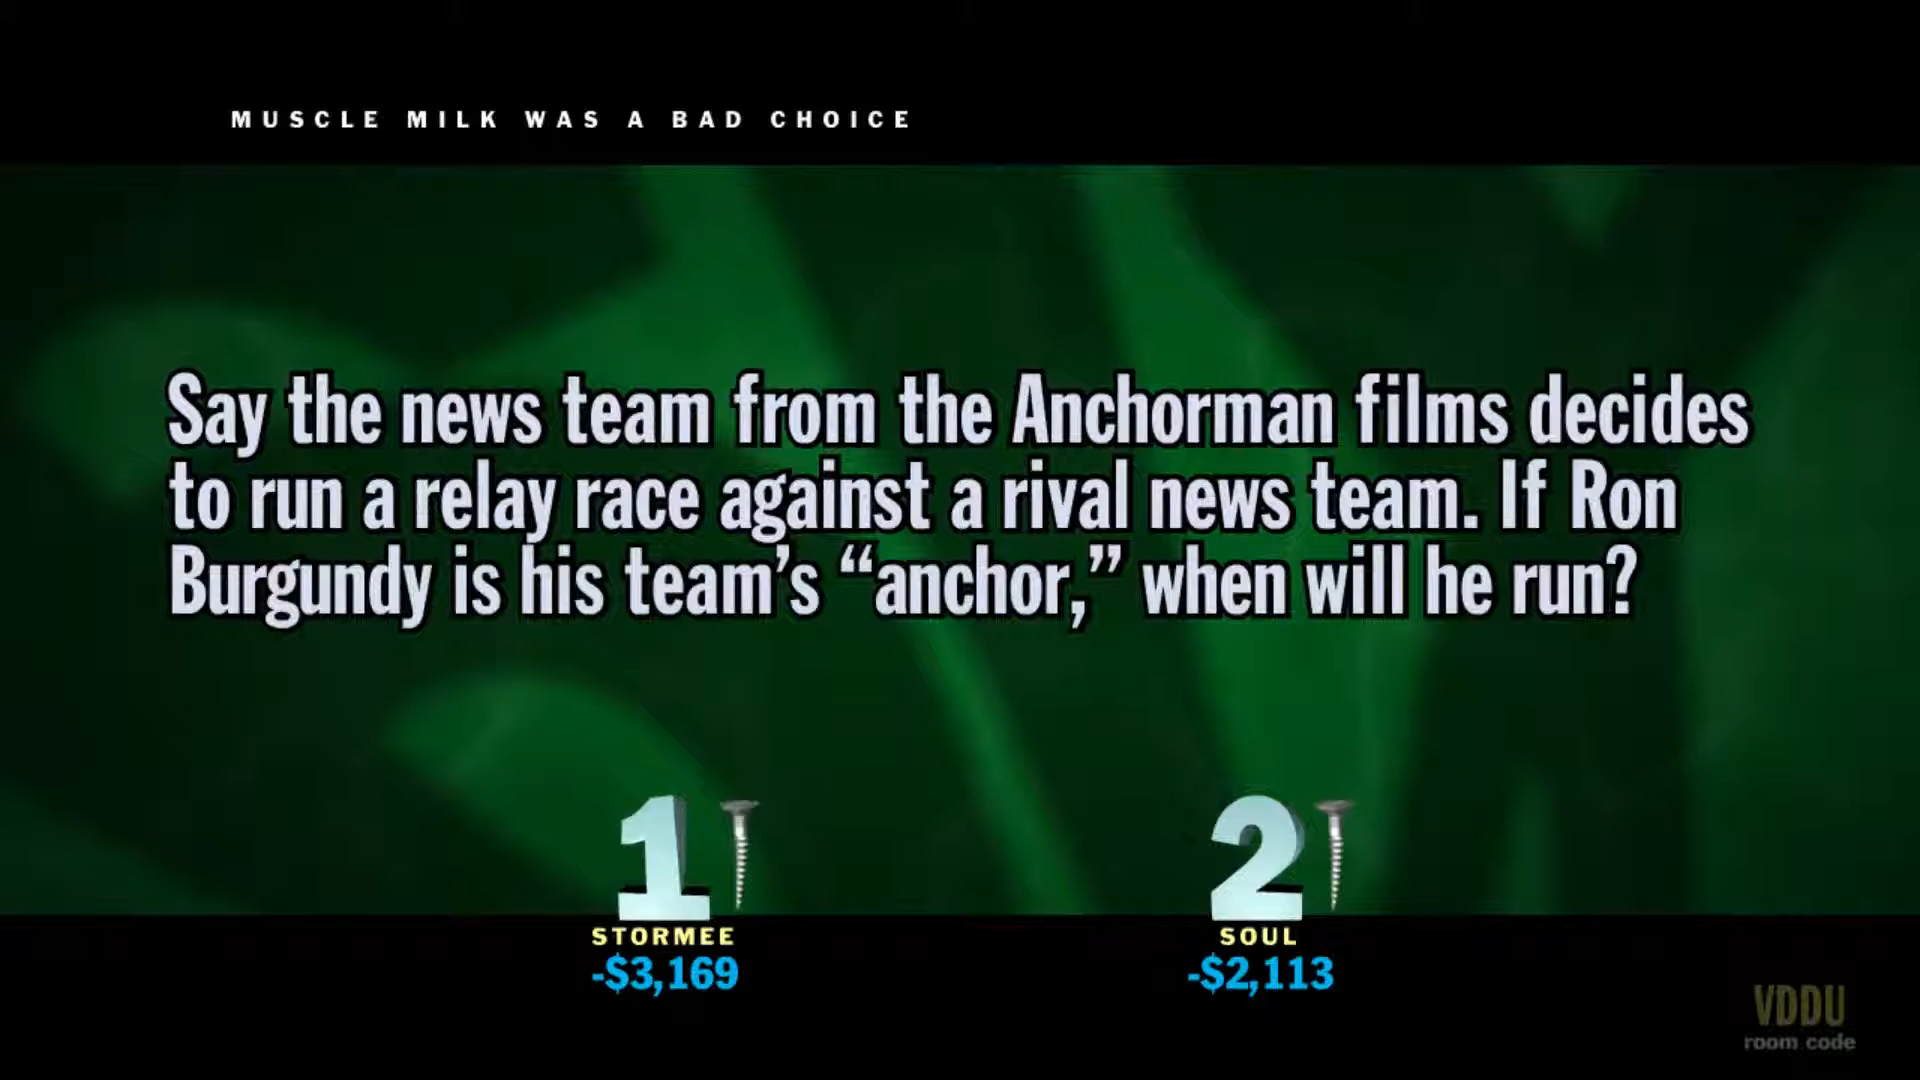 MUSCLE MILK WAS A BAD CHOICE
Say the news team from the Anchorman films decides
to run a relay race against a rival news team. If Ron
Burgundy is his team's “anchor,” when will he run?
1
2
STORMEE
SOUL
-$3,169
-$2,113
VDDU
room code